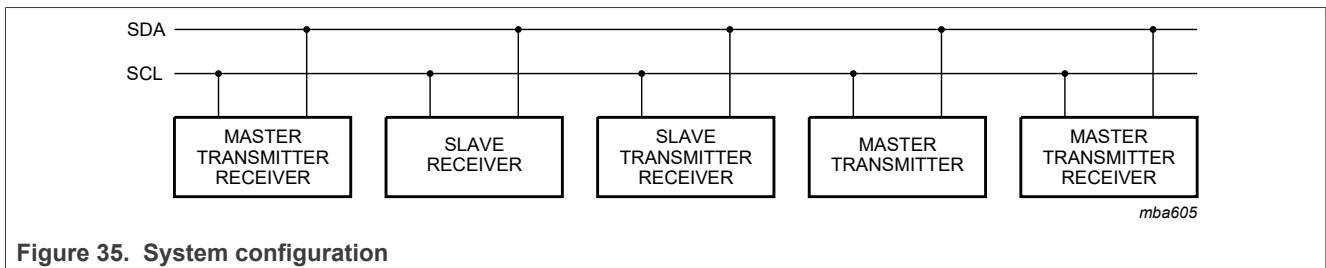 SDA
SCL
MASTER
TRANSMITTER
RECEIVER
SLAVE
RECEIVER
SLAVE
TRANSMITTER
RECEIVER
MASTER
TRANSMITTER
MASTER
TRANSMITTER
RECEIVER
mba605
Figure 35. System configuration